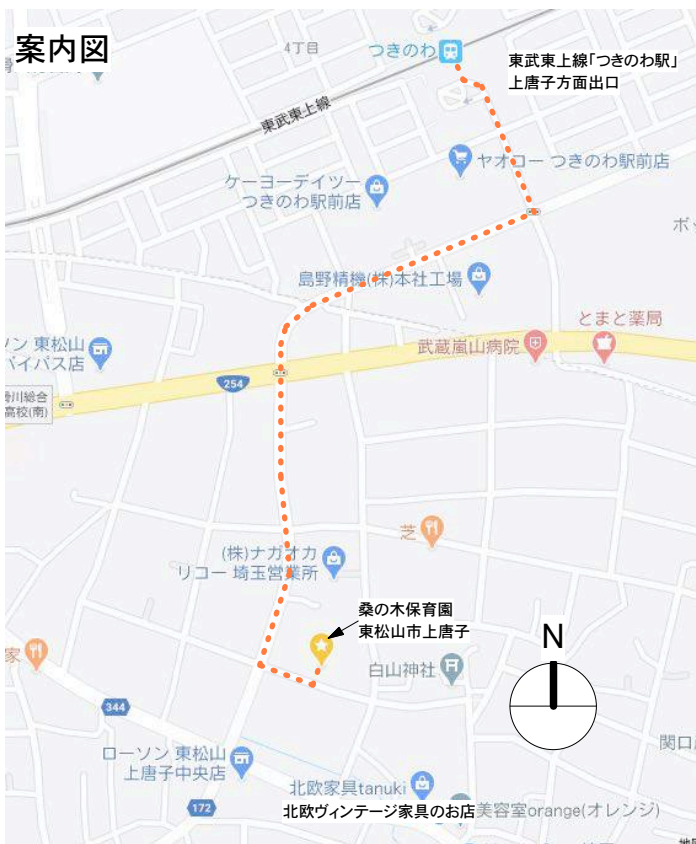 案内図
4丁目
つきのわ
東武東上線「つきのわ駅」
上唐子方面出口
東武東上線
ヤオコー つきのわ駅前店
ケーヨーデイツー
つきのわ駅前店
ボッ
島野精機(株)本社工場
とまと薬局
武蔵嵐山病院
ソン 東松山
バイパス店
254
滑川総合
高校(南)
芝
(株)ナガオカ
リコー 埼玉営業所
桑の木保育園
東松山市上唐子
N
家
白山神社
344
関口
ローソン 東松山
上唐子中央店
北欧家具tanuki
172
北欧ヴィンテージ家具のお店
美容室orange(オレンジ)